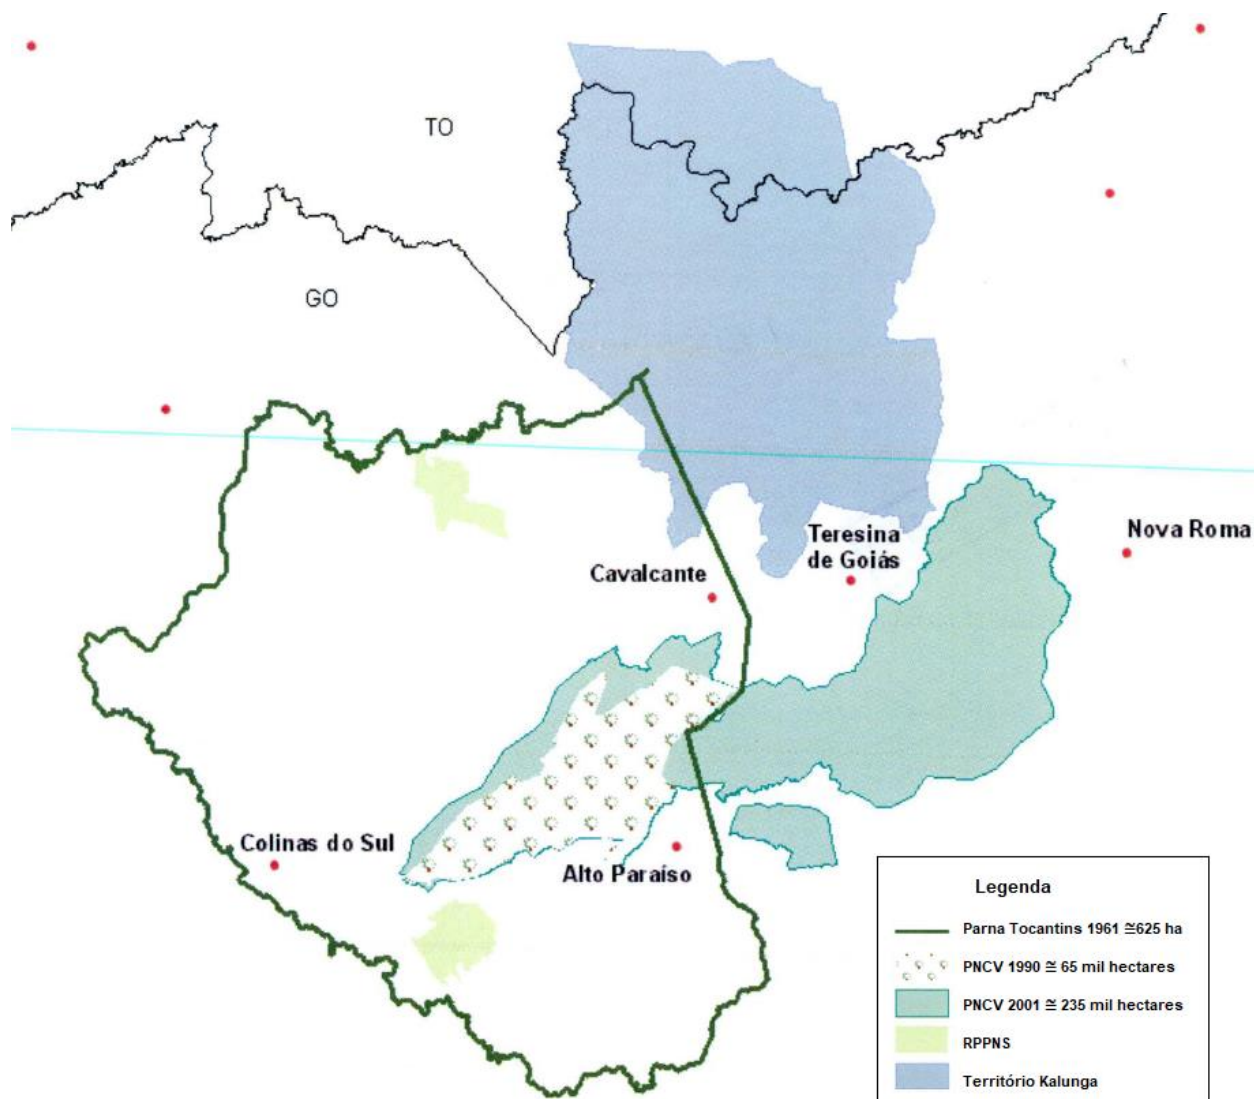 TO
GO
Teresina
de Goiás
Nova Roma
Cavalcante
Colinas do Sul
Alto Paraíso
Legenda
Parna Tocantins 1961 ≅625 ha
PNCV 1990 ≅ 65 mil hectares
PNCV 2001 ≅ 235 mil hectares
RPPNS
Território Kalunga